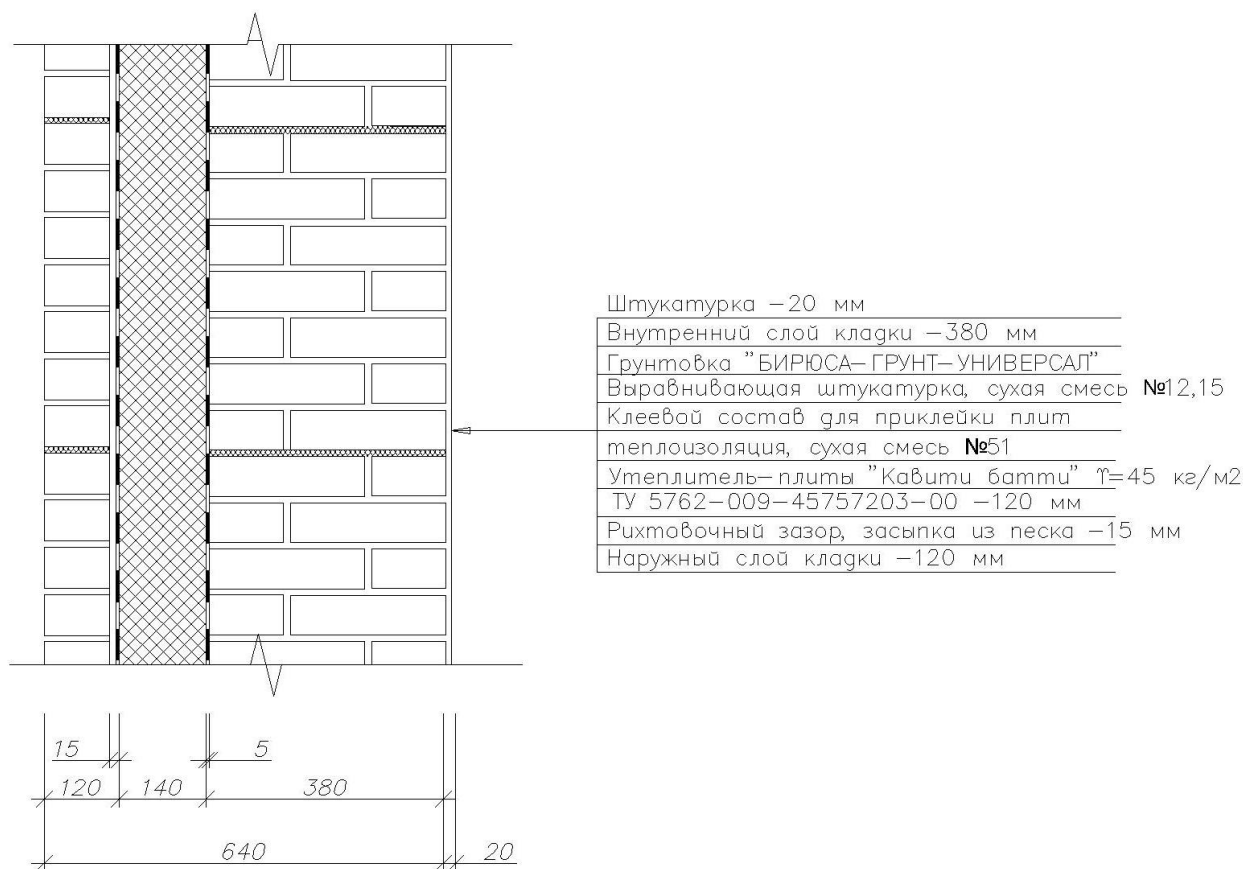 Штукатурка –20 мм
Внутренний слой кладки –380 мм
Грунтовка "БИРЮСА–ГРУНТ–УНИВЕРСАЛ"
Выравнивающая штукатурка, сухая смесь №12,15
Клеевой состав для приклейки плит
теплоизоляция, сухая смесь №51
Утеплитель–плиты "Кавити батти" ϒ=45 кг/м2
ТУ 5762–009–45757203–00 –120 мм
Рихтовочный зазор, засыпка из песка –15 мм
Наружный слой кладки –120 мм
15 5
120 140 380
640 20